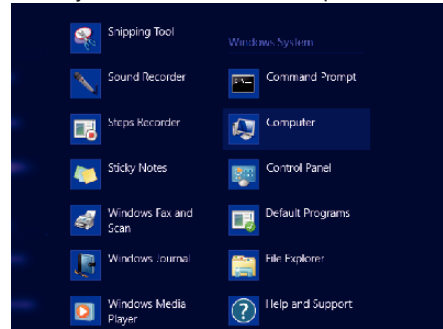 Snipping Tool
Sound Recorder
Steps Recorder
Sticky Notes
Windows Fax and
Scan
Windows Journal
Windows Media
Player
Windows System
Command Prompt
Computer
Control Panel
Default Programs
File Explorer
Help and Support